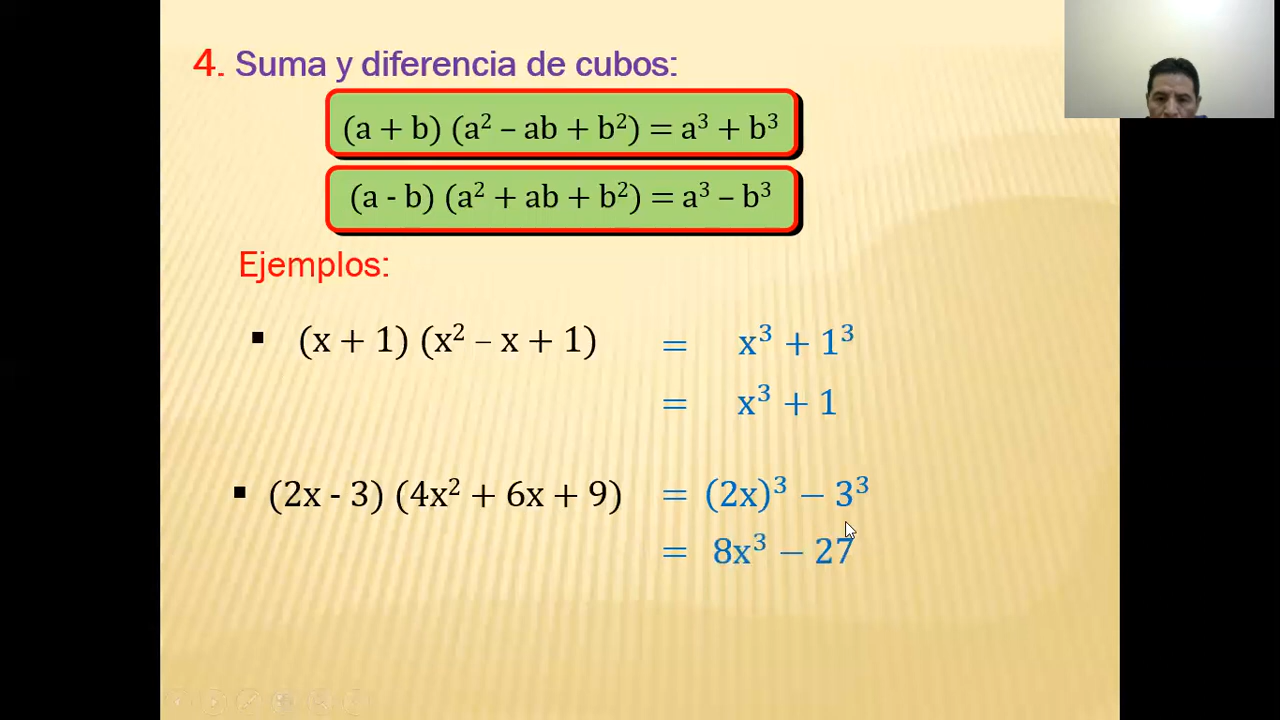 4. Suma y diferencia de cubos:
(a + b) (a² – ab + b²) = a³ + b³
(a - b) (a² + ab + b²) = a³ – b³
Ejemplos:
▪ (x + 1) (x² – x + 1) = x³ + 1³
= x³ + 1
▪ (2x - 3) (4x² + 6x + 9) = (2x)³ − 3³
= 8x³ − 27